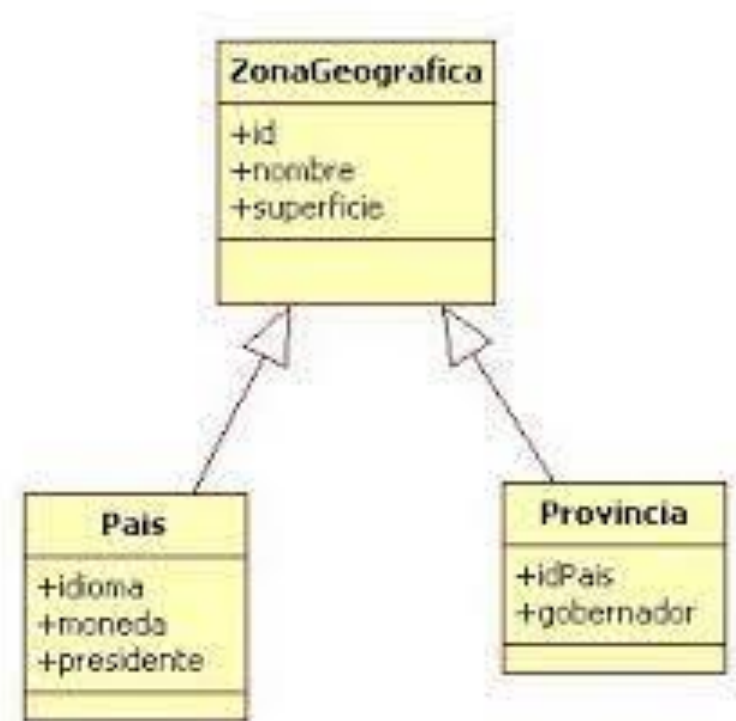 ZonaGeografica
+id
+nombre
+superficie
Pais
+idioma
+moneda
+presidente
Provincia
+idPais
+gobernador